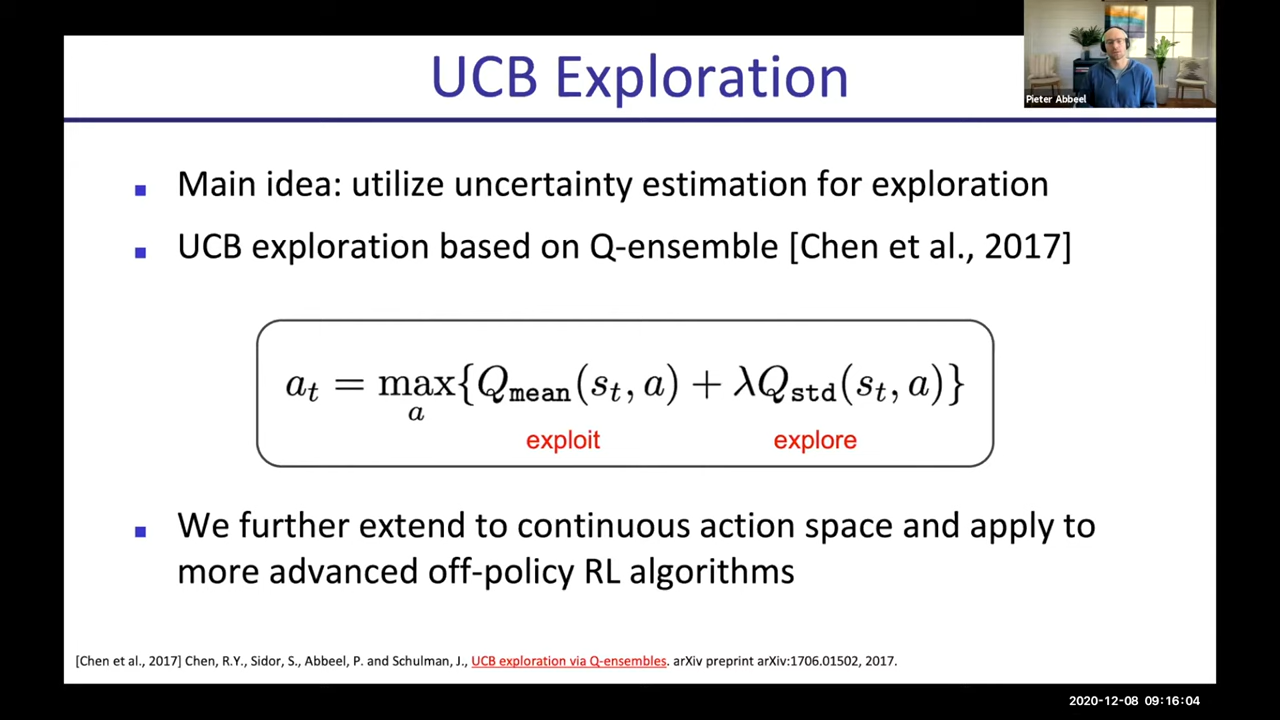 UCB Exploration
Pieter Abbeel
Main idea: utilize uncertainty estimation for exploration
UCB exploration based on Q-ensemble [Chen et al., 2017]
a_t = max_a{Q_mean(s_t, a) + λQ_std(s_t, a)}
exploit explore
We further extend to continuous action space and apply to
more advanced off-policy RL algorithms
[Chen et al., 2017] Chen, R.Y., Sidor, S., Abbeel, P. and Schulman, J., UCB exploration via Q-ensembles. arXiv preprint arXiv:1706.01502, 2017.
2020-12-08 09:16:04